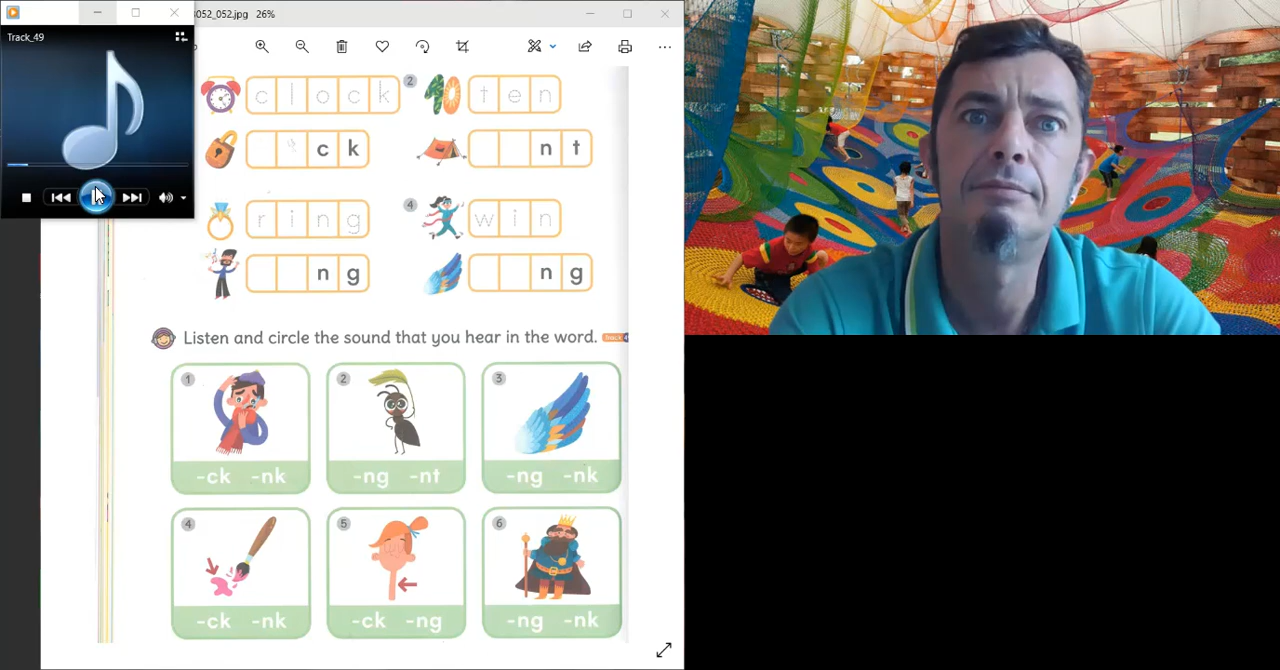 Track_49
052_052.jpg 26%
c l o c k
2 t e n
c k
n t
r i n g
4 w i n
n g
n g
Listen and circle the sound that you hear in the word.
1
2
3
-ck -nk
-ng -nt
-ng -nk
4
5
6
-ck -nk
-ck -ng
-ng -nk